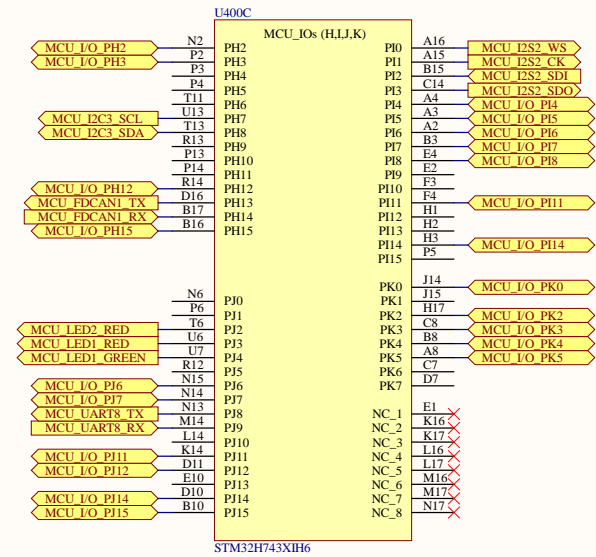 U400C
MCU_IOs (H,I,J,K)
MCU_I/O_PH2 N2 PH2
MCU_I/O_PH3 P2 PH3
P3 PH4
P4 PH5
T11 PH6
MCU_I2C3_SCL U13 PH7
MCU_I2C3_SDA T13 PH8
R13 PH9
P13 PH10
P14 PH11
MCU_I/O_PH12 R14 PH12
MCU_FDCAN1_TX D16 PH13
MCU_FDCAN1_RX B17 PH14
MCU_I/O_PH15 B16 PH15
N6 PJ0
P6 PJ1
MCU_LED2_RED T6 PJ2
MCU_LED1_RED U6 PJ3
MCU_LED1_GREEN U7 PJ4
R12 PJ5
MCU_I/O_PJ6 N15 PJ6
MCU_I/O_PJ7 N14 PJ7
MCU_UART8_TX N13 PJ8
MCU_UART8_RX M14 PJ9
L14 PJ10
MCU_I/O_PJ11 K14 PJ11
MCU_I/O_PJ12 D11 PJ12
E10 PJ13
MCU_I/O_PJ14 D10 PJ14
MCU_I/O_PJ15 B10 PJ15
PI0 A16 MCU_I2S2_WS
PI1 A15 MCU_I2S2_CK
PI2 B15 MCU_I2S2_SDI
PI3 C14 MCU_I2S2_SDO
PI4 A4 MCU_I/O_PI4
PI5 A3 MCU_I/O_PI5
PI6 A2 MCU_I/O_PI6
PI7 B3 MCU_I/O_PI7
PI8 E4 MCU_I/O_PI8
PI9 E2
PI10 F3
PI11 F4 MCU_I/O_PI11
PI12 H1
PI13 H2
PI14 H3 MCU_I/O_PI14
PI15 P5
PK0 J14 MCU_I/O_PK0
PK1 J15
PK2 H17 MCU_I/O_PK2
PK3 C8 MCU_I/O_PK3
PK4 B8 MCU_I/O_PK4
PK5 A8 MCU_I/O_PK5
PK6 C7
PK7 D7
NC_1 E1
NC_2 K16
NC_3 K17
NC_4 L16
NC_5 L17
NC_6 M16
NC_7 M17
NC_8 N17
STM32H743XIH6